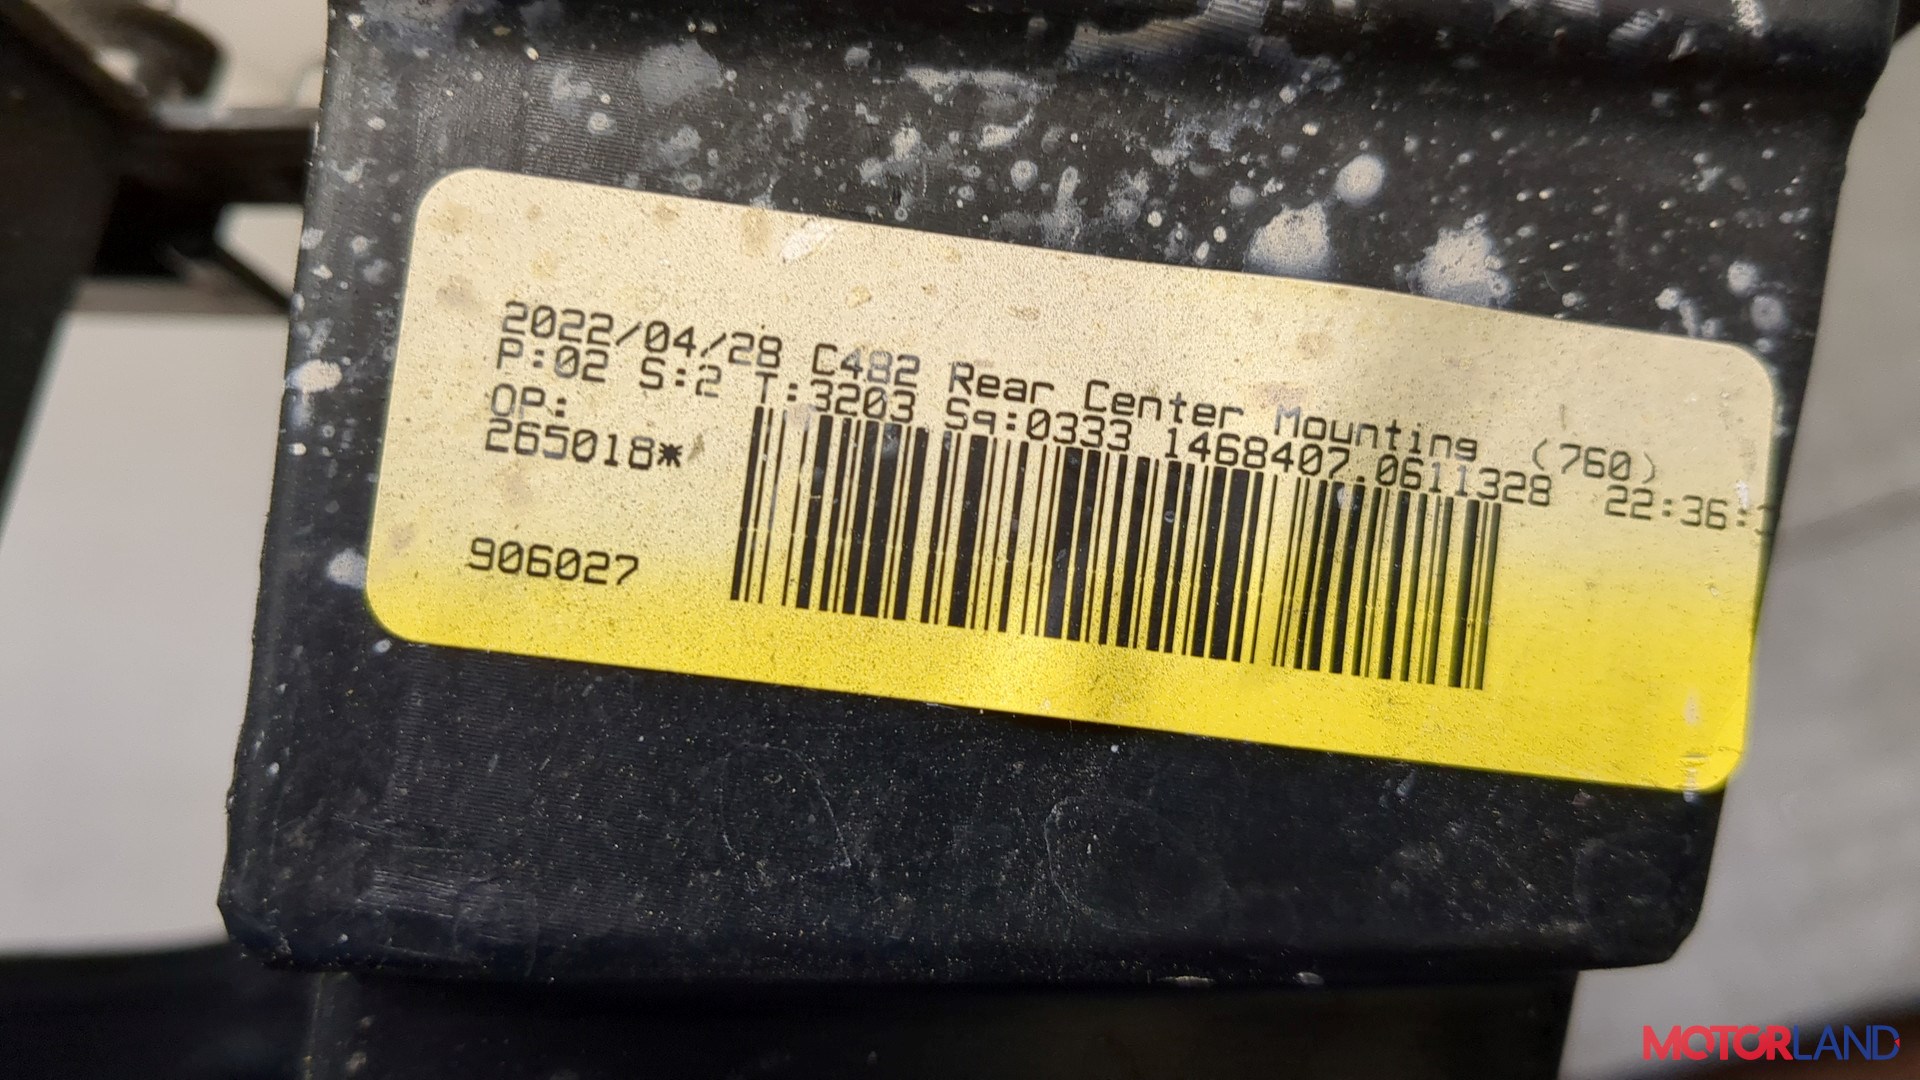 2022/04/28 C482 Rear Center Mounting (760)
P:02 S:2 T:3203 Sq:0333 1468407.0611328 22:36:
OP:
265018*
906027
MOTORLAND